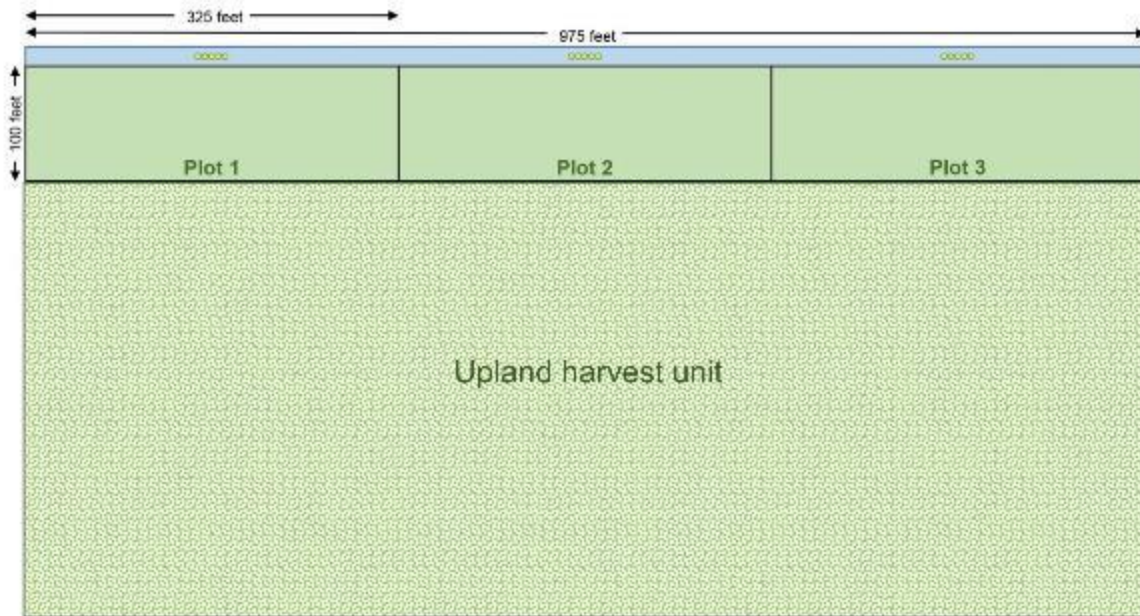 325 feet
975 feet
100 feet
Plot 1
Plot 2
Plot 3
Upland harvest unit